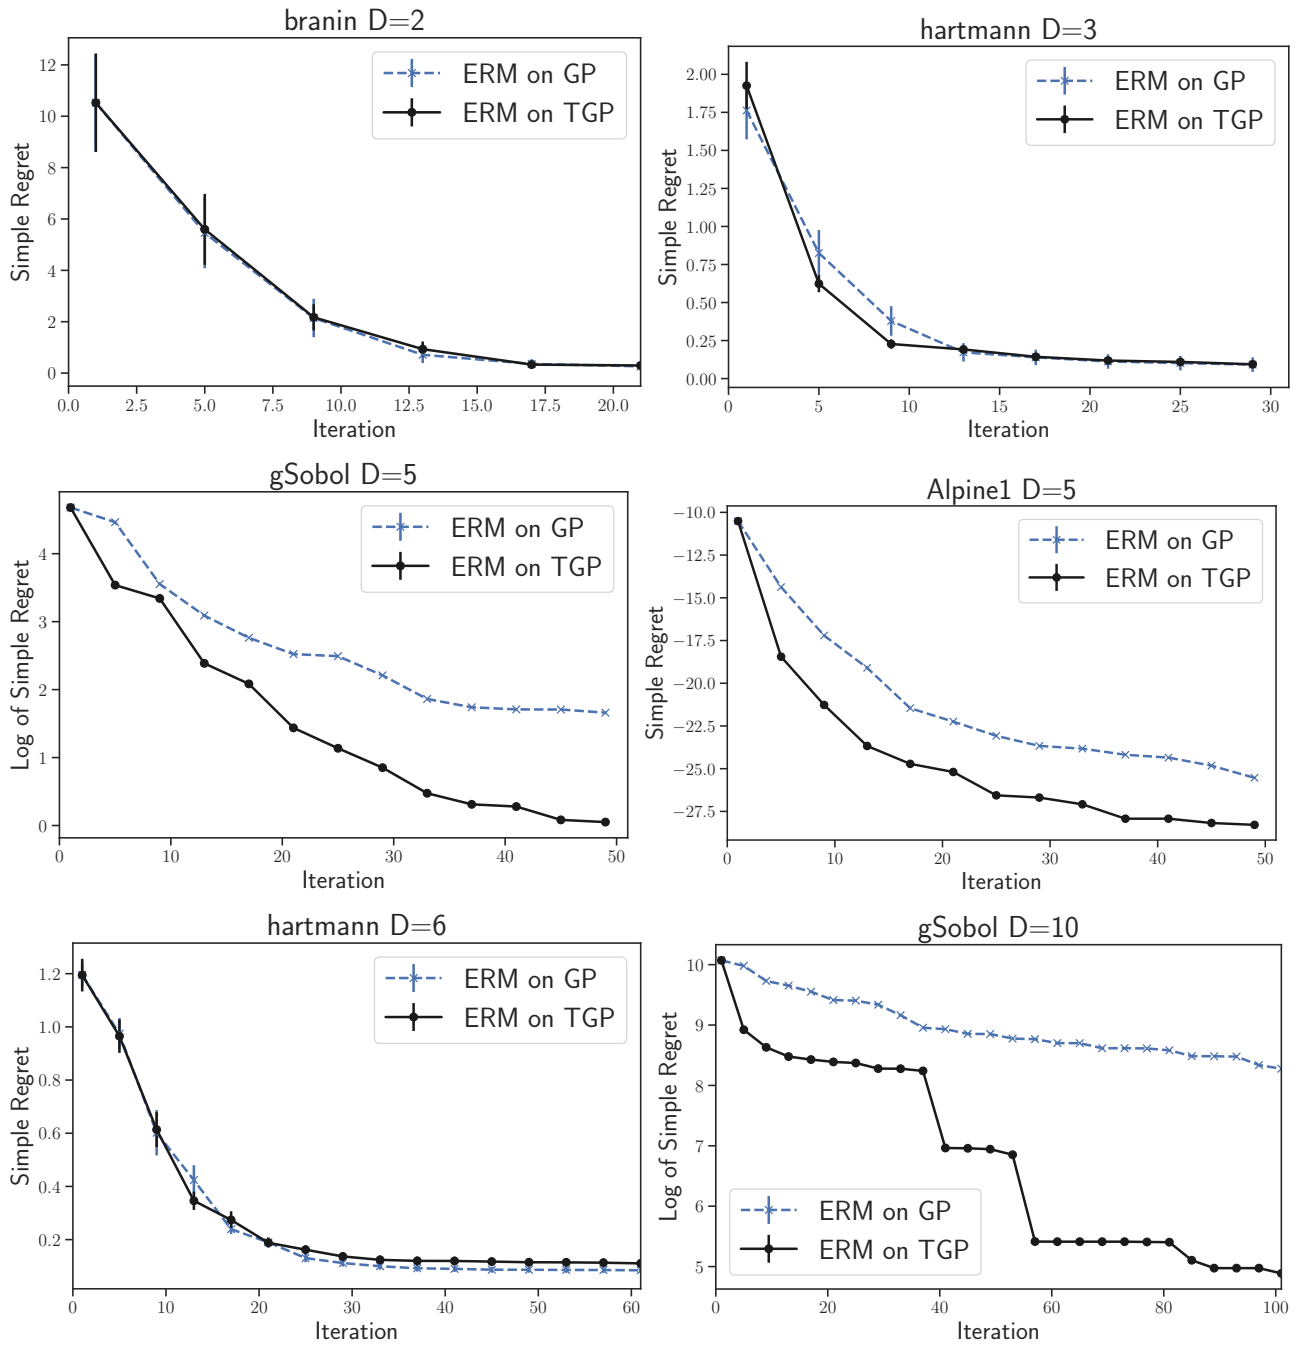 branin D=2
Simple Regret
12
10
8
6
4
2
0
ERM on GP
ERM on TGP
0.0 2.5 5.0 7.5 10.0 12.5 15.0 17.5 20.0
Iteration
hartmann D=3
Simple Regret
2.00
1.75
1.50
1.25
1.00
0.75
0.50
0.25
0.00
ERM on GP
ERM on TGP
0 5 10 15 20 25 30
Iteration
gSobol D=5
Log of Simple Regret
4
3
2
1
0
ERM on GP
ERM on TGP
0 10 20 30 40 50
Iteration
Alpine1 D=5
Simple Regret
−10.0
−12.5
−15.0
−17.5
−20.0
−22.5
−25.0
−27.5
ERM on GP
ERM on TGP
0 10 20 30 40 50
Iteration
hartmann D=6
Simple Regret
1.2
1.0
0.8
0.6
0.4
0.2
ERM on GP
ERM on TGP
0 10 20 30 40 50 60
Iteration
gSobol D=10
Log of Simple Regret
10
9
8
7
6
5
ERM on GP
ERM on TGP
0 20 40 60 80 100
Iteration